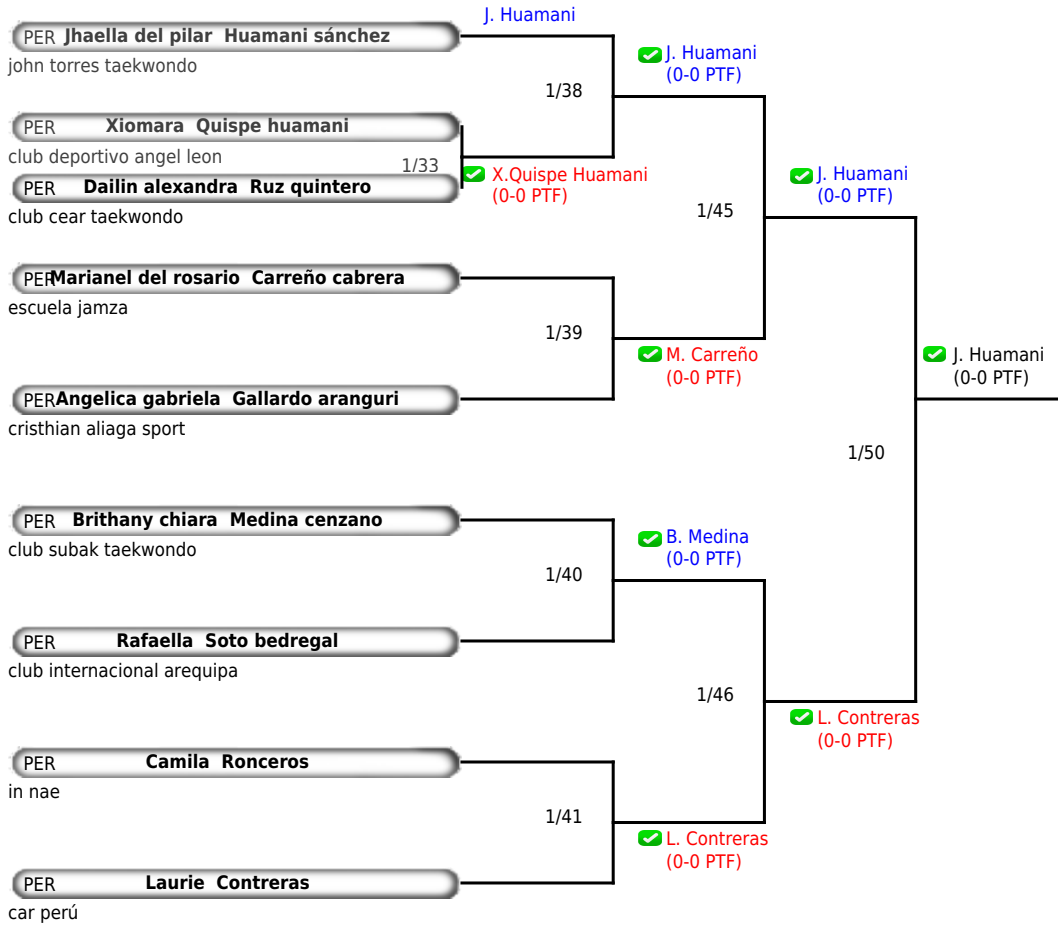 J. Huamani
PER Jhaella del pilar Huamani sánchez
john torres taekwondo
J. Huamani
(0-0 PTF)
1/38
PER Xiomara Quispe huamani
club deportivo angel leon
1/33
X.Quispe Huamani
(0-0 PTF)
PER Dailin alexandra Ruz quintero
club cear taekwondo
J. Huamani
(0-0 PTF)
1/45
PER Marianel del rosario Carreño cabrera
escuela jamza
1/39
M. Carreño
(0-0 PTF)
J. Huamani
(0-0 PTF)
PER Angelica gabriela Gallardo aranguri
cristhian aliaga sport
1/50
PER Brithany chiara Medina cenzano
club subak taekwondo
B. Medina
(0-0 PTF)
1/40
PER Rafaella Soto bedregal
club internacional arequipa
1/46
L. Contreras
(0-0 PTF)
PER Camila Ronceros
in nae
1/41
L. Contreras
(0-0 PTF)
PER Laurie Contreras
car perú